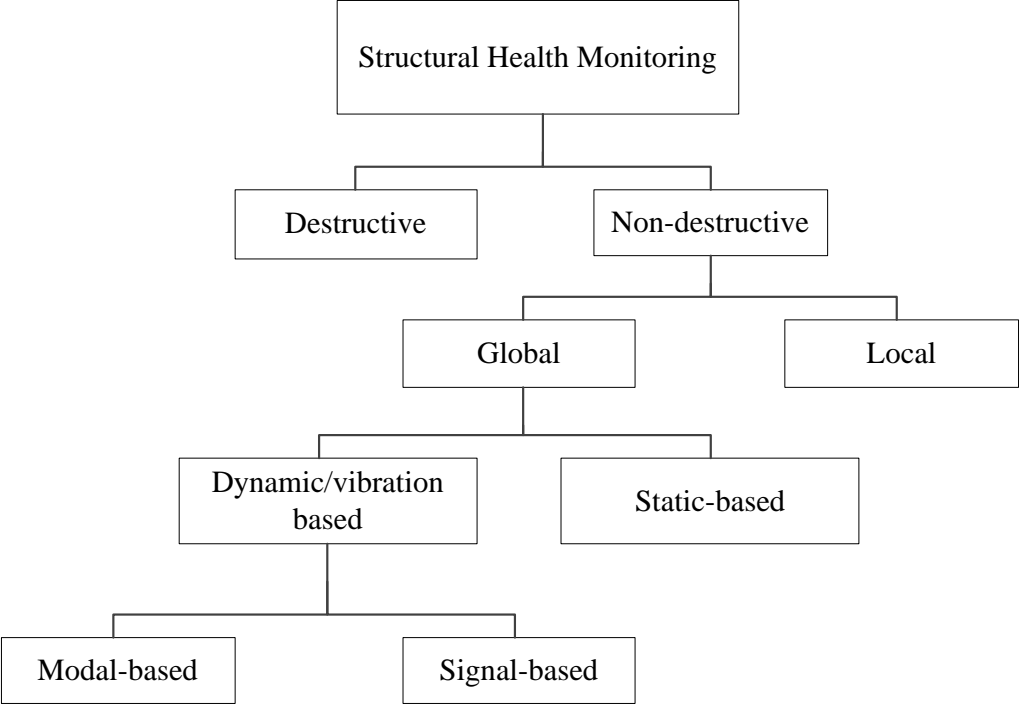 Structural Health Monitoring
Destructive
Non-destructive
Global
Local
Dynamic/vibration
based
Static-based
Modal-based
Signal-based